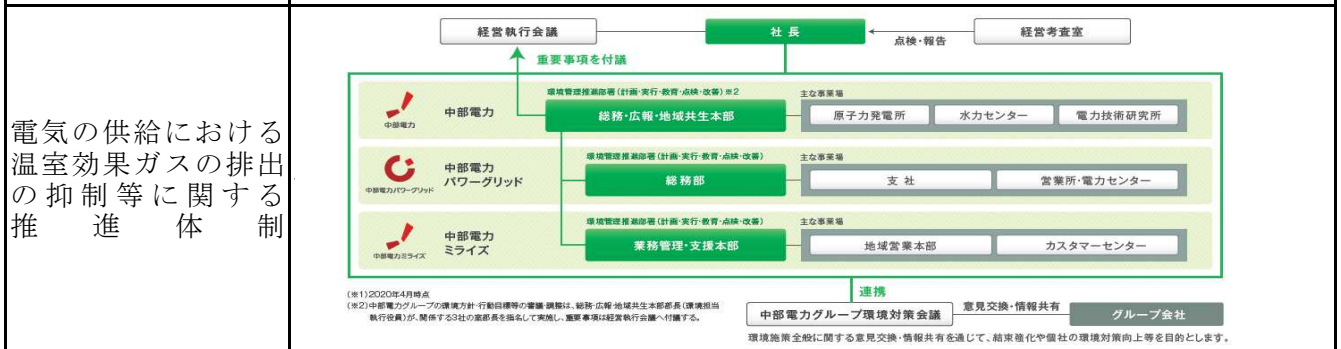 電気の供給における
温室効果ガスの排出
の抑制等に関する
推進体制
経営執行会議
社長
点検・報告
経営考査室
重要事項を付議
中部電力
中部電力
環境管理推進部署(計画・実行・教育・点検・改善)※2
総務・広報・地域共生本部
主な事業場
原子力発電所
水力センター
電力技術研究所
中部電力パワーグリッド
中部電力
パワーグリッド
環境管理推進部署(計画・実行・教育・点検・改善)
総務部
主な事業場
支社
営業所・電力センター
中部電力ミライズ
中部電力
ミライズ
環境管理推進部署(計画・実行・教育・点検・改善)
業務管理・支援本部
主な事業場
地域営業本部
カスタマーセンター
(※1)2020年4月時点
(※2)中部電力グループの環境方針・行動目標等の審議・調整は、総務・広報・地域共生本部部長(環境担当
執行役員)が、関係する3社の室部長を指名して実施し、重要事項は経営執行会議へ付議する。
連携
中部電力グループ環境対策会議
意見交換・情報共有
グループ会社
環境施策全般に関する意見交換・情報共有を通じて、結束強化や個社の環境対策向上等を目的とします。